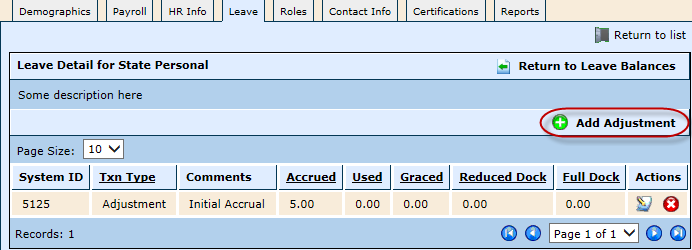 Demographics Payroll HR Info Leave Roles Contact Info Certifications Reports
Return to list
Leave Detail for State Personal Return to Leave Balances
Some description here
Add Adjustment
Page Size: 10
System ID Txn Type Comments Accrued Used Graced Reduced Dock Full Dock Actions
5125 Adjustment Initial Accrual 5.00 0.00 0.00 0.00 0.00
Records: 1 Page 1 of 1